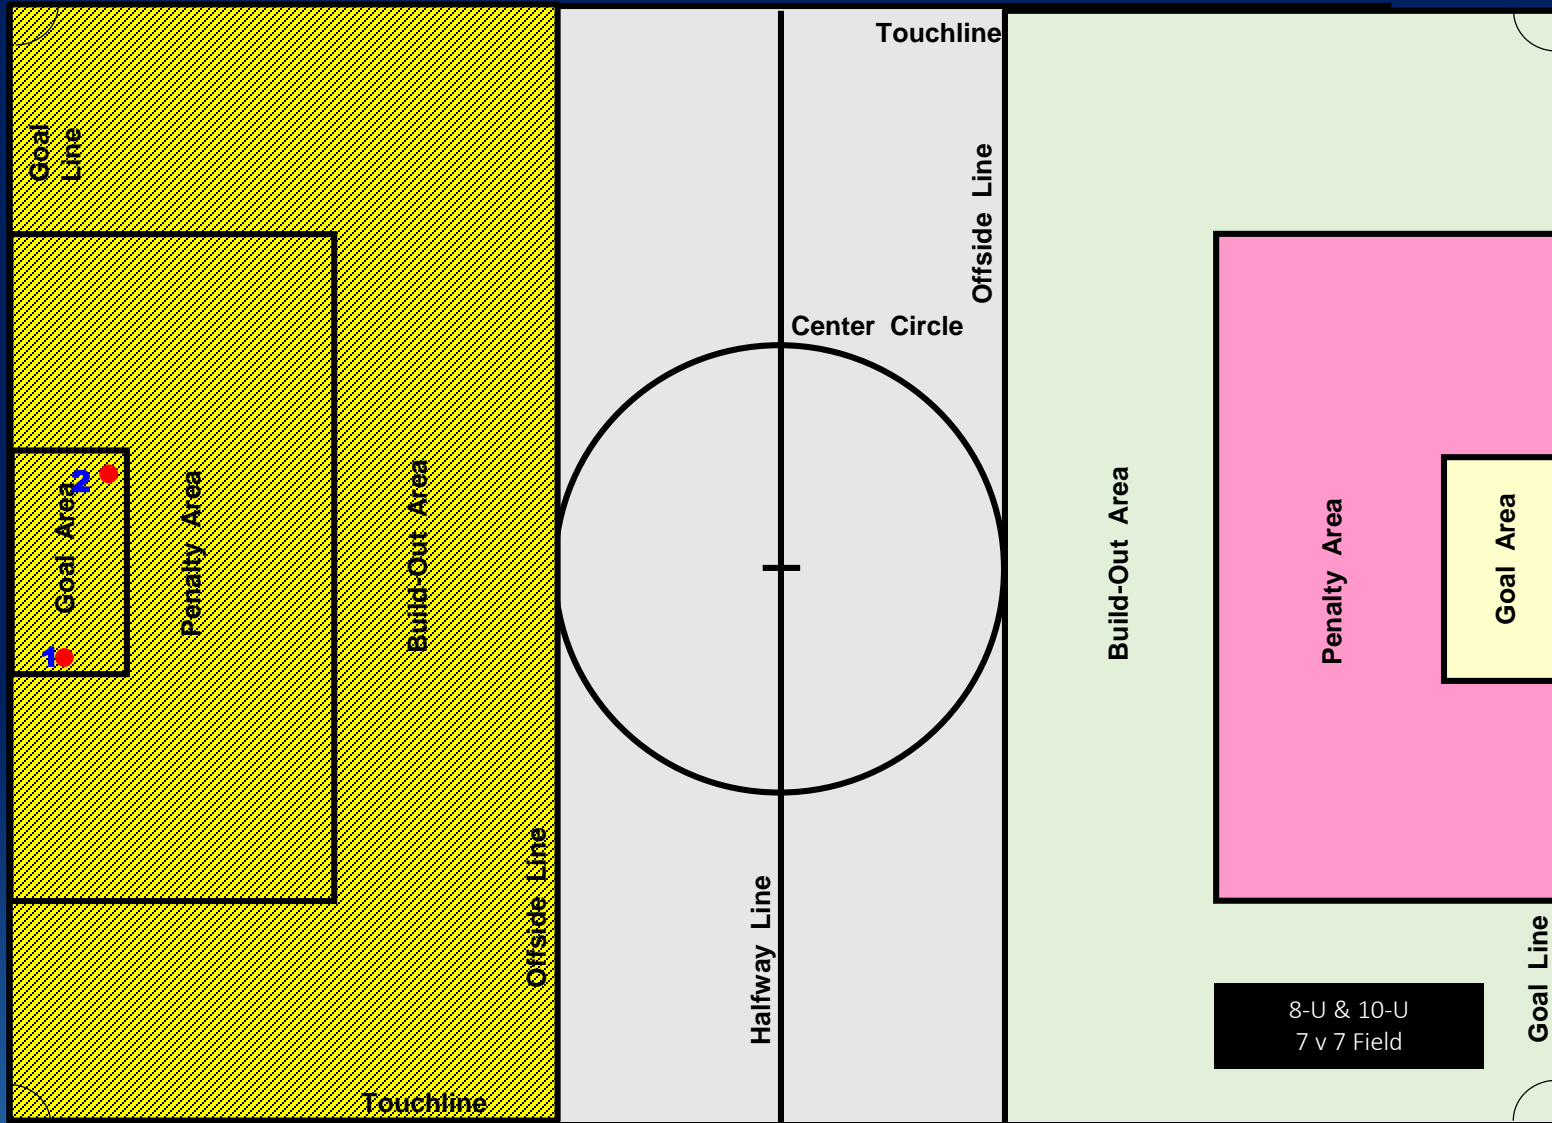 Touchline
Goal
Line
Offside Line
Center Circle
2
Goal Area
1
Penalty Area
Build-Out Area
Build-Out Area
Penalty Area
Goal Area
Offside Line
Halfway Line
Goal Line
8-U & 10-U
7 v 7 Field
Touchline